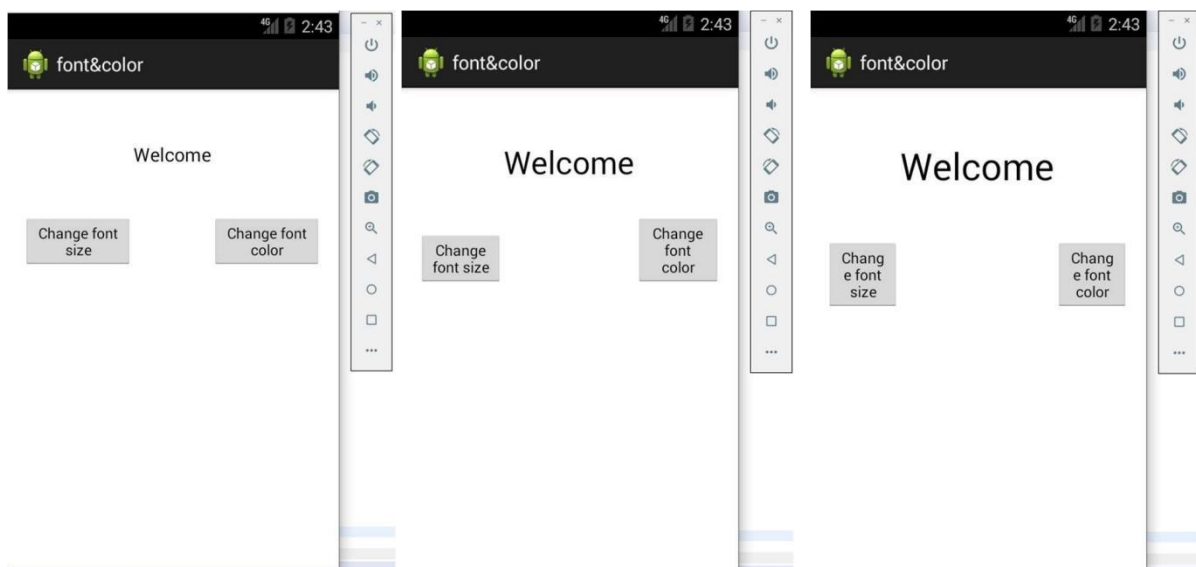 4G 2:43
font&color
Welcome
Change font
size
Change font
color
4G 2:43
font&color
Welcome
Change
font size
Change
font
color
4G 2:43
font&color
Welcome
Chang
e font
size
Chang
e font
color